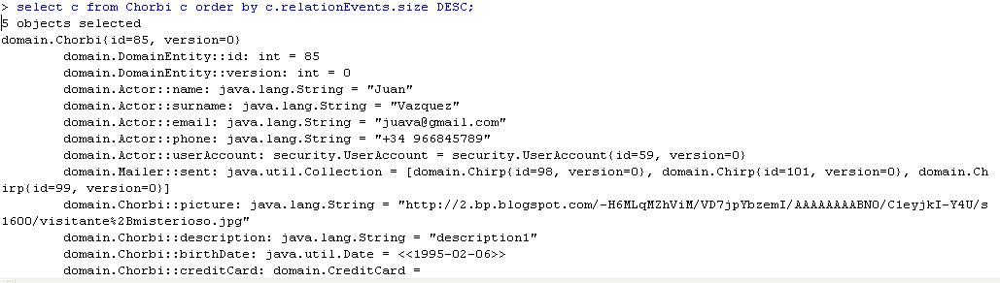 > select c from Chorbi c order by c.relationEvents.size DESC;
5 objects selected
domain.Chorbi{id=85, version=0}
domain.DomainEntity::id: int = 85
domain.DomainEntity::version: int = 0
domain.Actor::name: java.lang.String = "Juan"
domain.Actor::surname: java.lang.String = "Vazquez"
domain.Actor::email: java.lang.String = "juava@gmail.com"
domain.Actor::phone: java.lang.String = "+34 966845789"
domain.Actor::userAccount: security.UserAccount = security.UserAccount{id=59, version=0}
domain.Mailer::sent: java.util.Collection = [domain.Chirp{id=98, version=0}, domain.Chirp{id=101, version=0}, domain.Ch
irp{id=99, version=0}]
domain.Chorbi::picture: java.lang.String = "http://2.bp.blogspot.com/-H6MLqMZhViM/VD7jpYbzemI/AAAAAAAABNO/C1eyjkI-Y4U/s
1600/visitante%2Bmisterioso.jpg"
domain.Chorbi::description: java.lang.String = "description1"
domain.Chorbi::birthDate: java.util.Date = <<1995-02-06>>
domain.Chorbi::creditCard: domain.CreditCard =